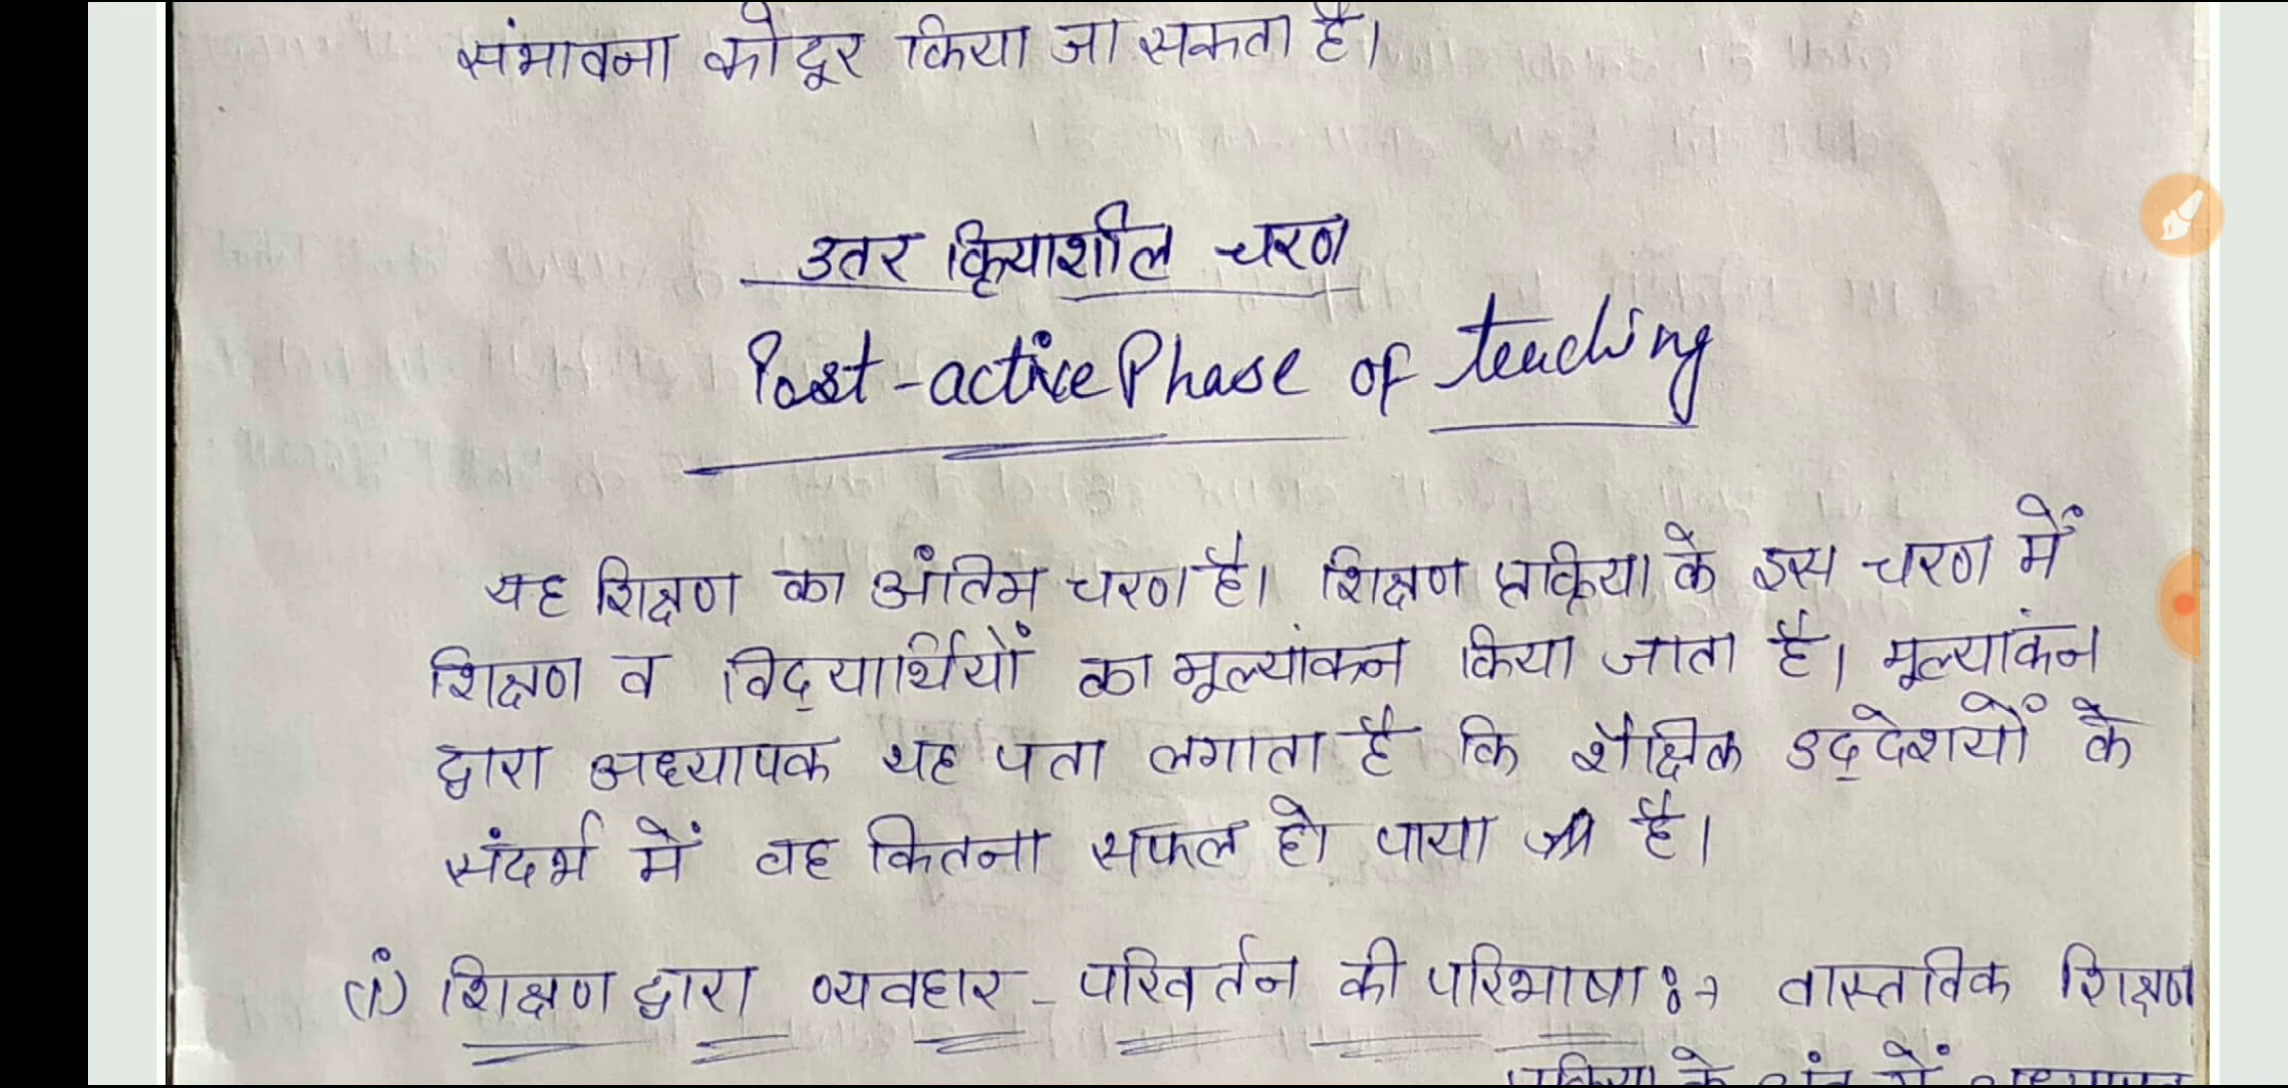 संभावना को दूर किया जा सकता है।
उतर क्रियाशील चरण
Post-active Phase of teaching
यह शिक्षण का अंतिम चरण है। शिक्षण प्रक्रिया के इस चरण में
शिक्षण व विद्यार्थियों का मूल्यांकन किया जाता है। मूल्यांकन
द्वारा अध्यापक यह पता लगाता है कि शैक्षिक उद्देशयों के
संदर्भ में वह कितना सफल हो पाया है।
(i) शिक्षण द्वारा व्यवहार - परिवर्तन की परिभाषा :→ वास्तविक शिक्षण
के में